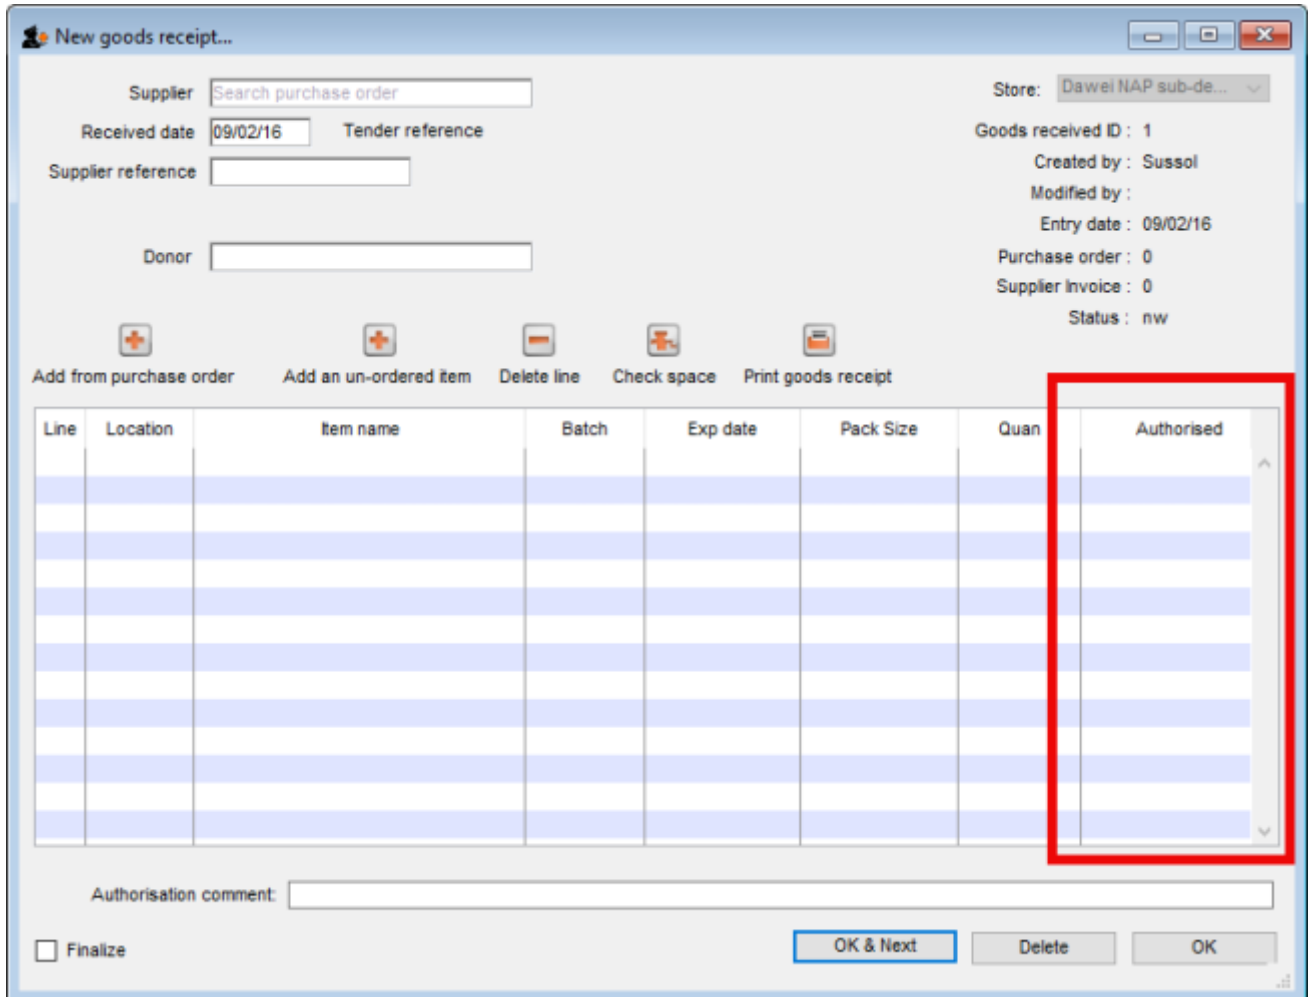 New goods receipt...
Supplier Search purchase order
Store: Dawei NAP sub-de...
Received date 09/02/16 Tender reference
Goods received ID : 1
Supplier reference
Created by : Sussol
Modified by :
Entry date : 09/02/16
Donor
Purchase order : 0
Supplier Invoice : 0
Status : nw
Add from purchase order Add an un-ordered item Delete line Check space Print goods receipt
Line Location Item name Batch Exp date Pack Size Quan Authorised
Authorisation comment:
Finalize OK & Next Delete OK